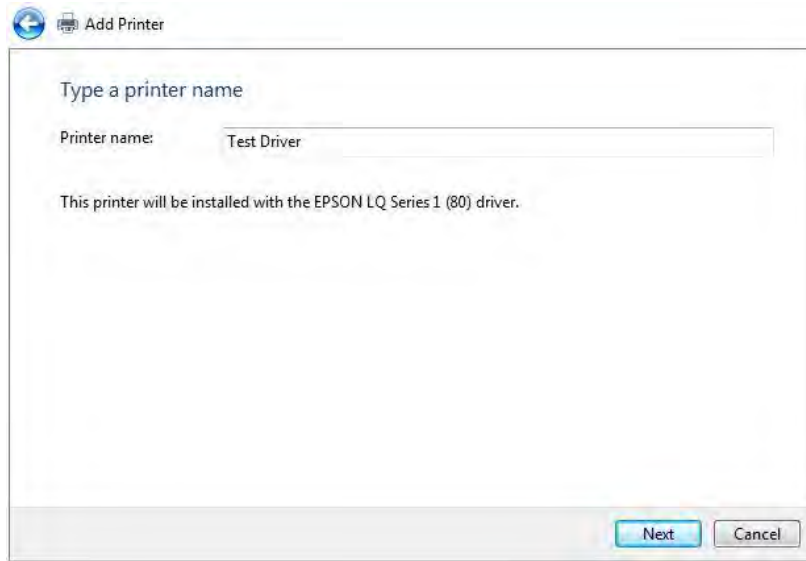 Add Printer
Type a printer name
Printer name: Test Driver
This printer will be installed with the EPSON LQ Series 1 (80) driver.
Next Cancel